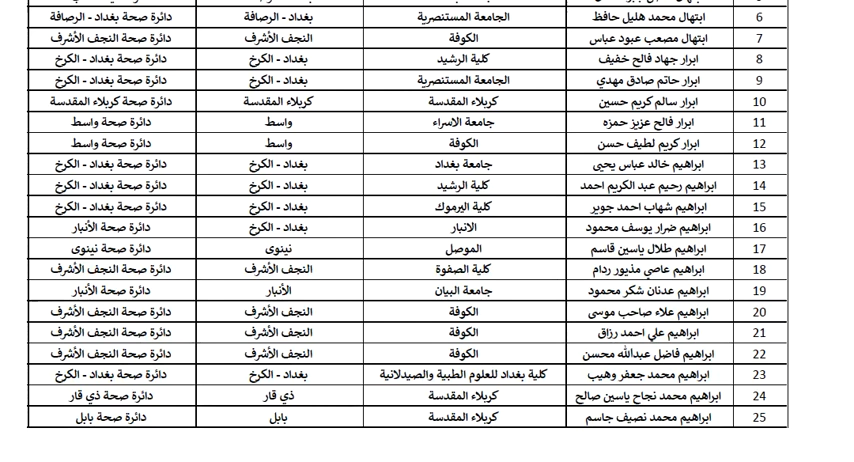 6 ابتهال محمد هليل حافظ الجامعة المستنصرية بغداد - الرصافة دائرة صحة بغداد - الرصافة
7 ابتهال مصعب عبود عباس الكوفة النجف الأشرف دائرة صحة النجف الأشرف
8 ابرار جهاد فالح خفيف كلية الرشيد بغداد - الكرخ دائرة صحة بغداد - الكرخ
9 ابرار حاتم صادق مهدي الجامعة المستنصرية بغداد - الكرخ دائرة صحة بغداد - الكرخ
10 ابرار سالم كريم حسين كربلاء المقدسة كربلاء المقدسة دائرة صحة كربلاء المقدسة
11 ابرار فالح عزيز حمزه جامعة الاسراء واسط دائرة صحة واسط
12 ابرار كريم لطيف حسن الكوفة واسط دائرة صحة واسط
13 ابراهيم خالد عباس يحيى جامعة بغداد بغداد - الكرخ دائرة صحة بغداد - الكرخ
14 ابراهيم رحيم عبد الكريم احمد كلية الرشيد بغداد - الكرخ دائرة صحة بغداد - الكرخ
15 ابراهيم شهاب احمد جوير كلية اليرموك بغداد - الكرخ دائرة صحة بغداد - الكرخ
16 ابراهيم ضرار يوسف محمود الانبار بغداد - الكرخ دائرة صحة الأنبار
17 ابراهيم طلال ياسين قاسم الموصل نينوى دائرة صحة نينوى
18 ابراهيم عاصي مذيور ردام كلية الصفوة النجف الأشرف دائرة صحة النجف الأشرف
19 ابراهيم عدنان شكر محمود جامعة البيان الأنبار دائرة صحة الأنبار
20 ابراهيم علاء صاحب موسى الكوفة النجف الأشرف دائرة صحة النجف الأشرف
21 ابراهيم علي احمد رزاق الكوفة النجف الأشرف دائرة صحة النجف الأشرف
22 ابراهيم فاضل عبدالله محسن الكوفة النجف الأشرف دائرة صحة النجف الأشرف
23 ابراهيم محمد جعفر وهيب كلية بغداد للعلوم الطبية والصيدلانية بغداد - الكرخ دائرة صحة بغداد - الكرخ
24 ابراهيم محمد نجاح ياسين صالح كربلاء المقدسة ذي قار دائرة صحة ذي قار
25 ابراهيم محمد نصيف جاسم كربلاء المقدسة بابل دائرة صحة بابل